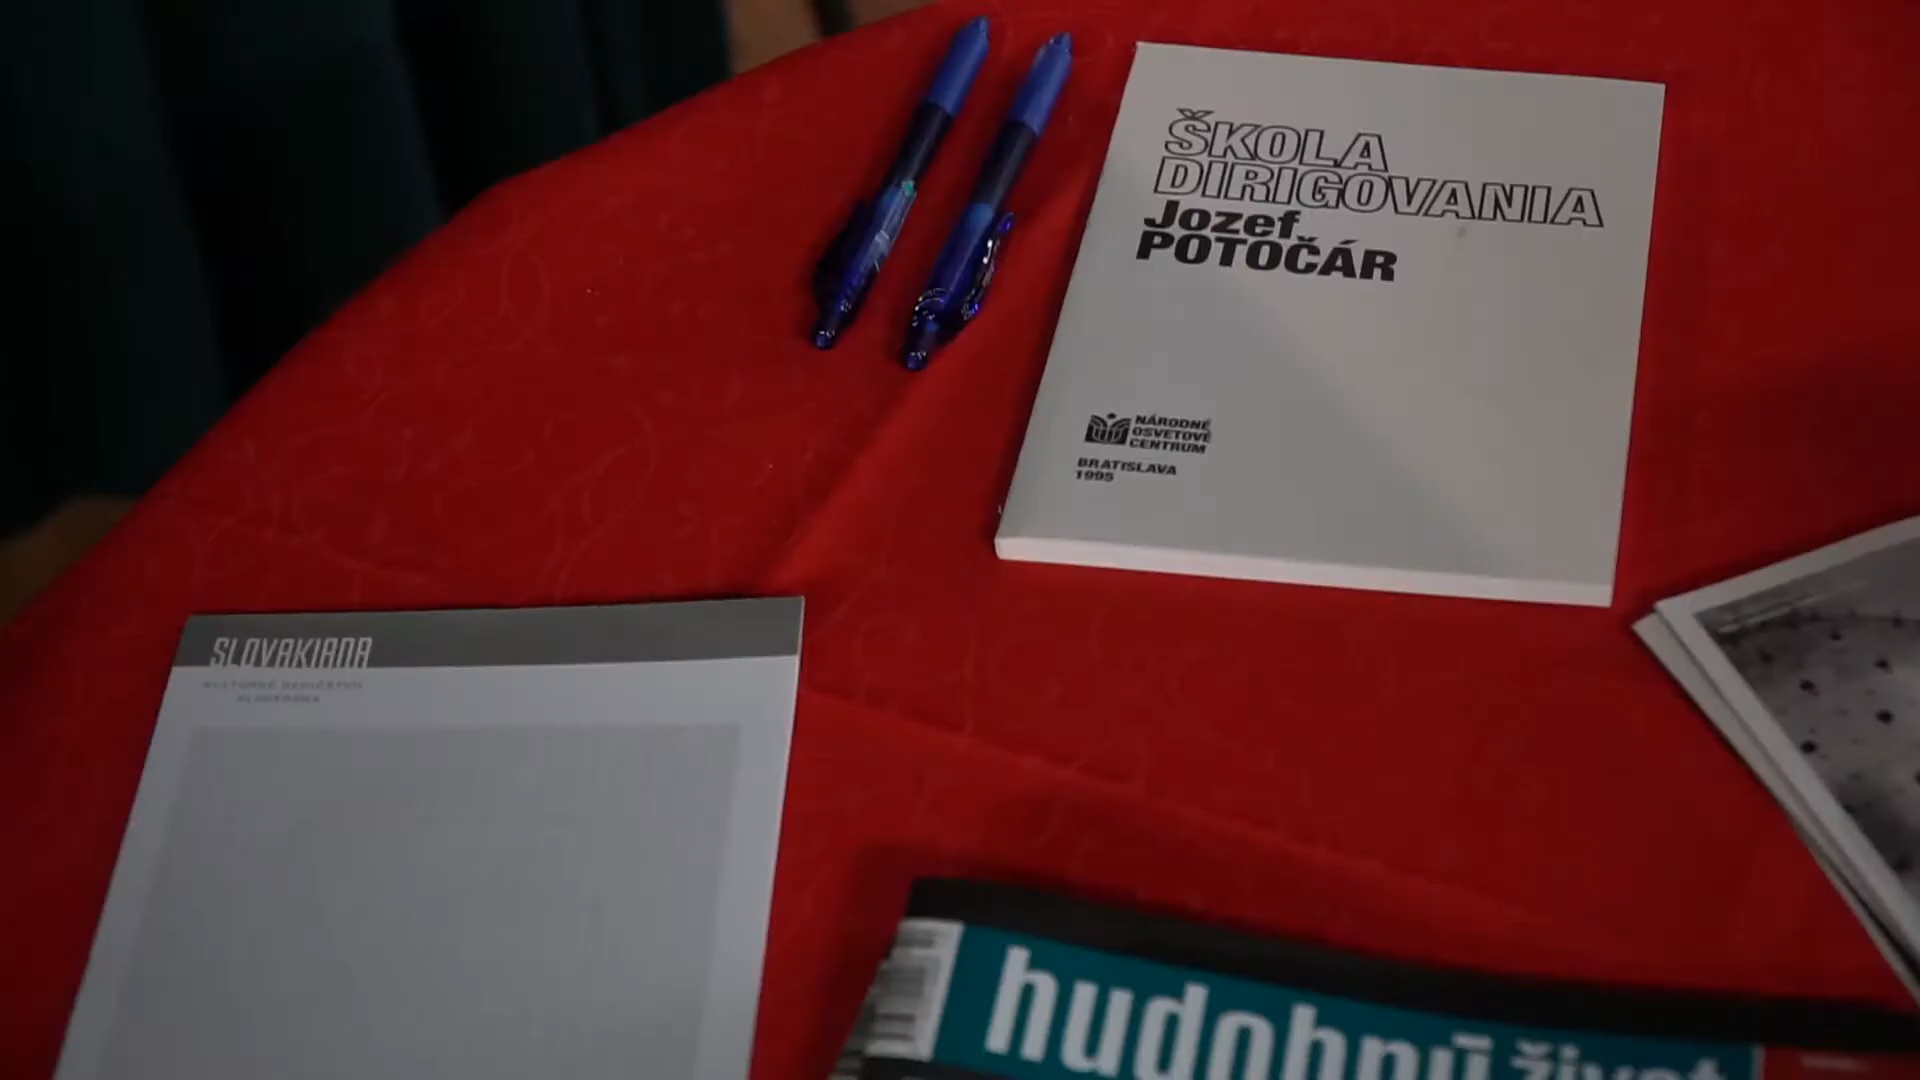 ŠKOLA
DIRIGOVANIA
Jozef
POTOČÁR
NÁRODNÉ
OSVETOVÉ
CENTRUM
BRATISLAVA
1995
SLOVAKIANA
hudobný život